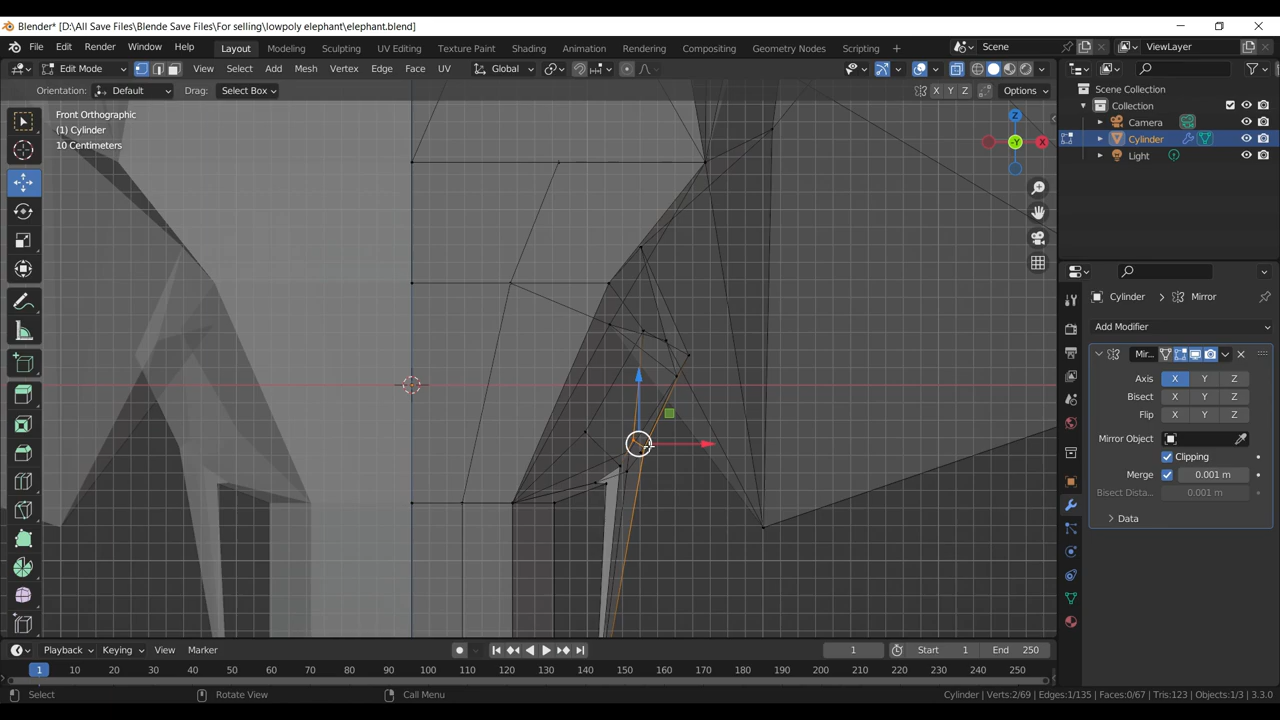 Blender* [D:\All Save Files\Blende Save Files\For selling\lowpoly elephant\elephant.blend]
File Edit Render Window Help Layout Modeling Sculpting UV Editing Texture Paint Shading Animation Rendering Compositing Geometry Nodes Scripting + Scene ViewLayer
Edit Mode View Select Add Mesh Vertex Edge Face UV Global
Orientation: Default Drag: Select Box X Y Z Options
Scene Collection
Collection
Camera
Cylinder
Light
Front Orthographic
(1) Cylinder
10 Centimeters
Z
-Y
X
Cylinder > Mirror
Add Modifier
Mir...
Axis X Y Z
Bisect X Y Z
Flip X Y Z
Mirror Object
Clipping
Merge 0.001 m
Bisect Dista... 0.001 m
Data
Playback Keying View Marker 1 Start 1 End 250
1 10 20 30 40 50 60 70 80 90 100 110 120 130 140 150 160 170 180 190 200 210 220 230 240 250
Select Rotate View Call Menu Cylinder | Verts:2/69 | Edges:1/135 | Faces:0/67 | Tris:123 | Objects:1/3 | 3.3.0